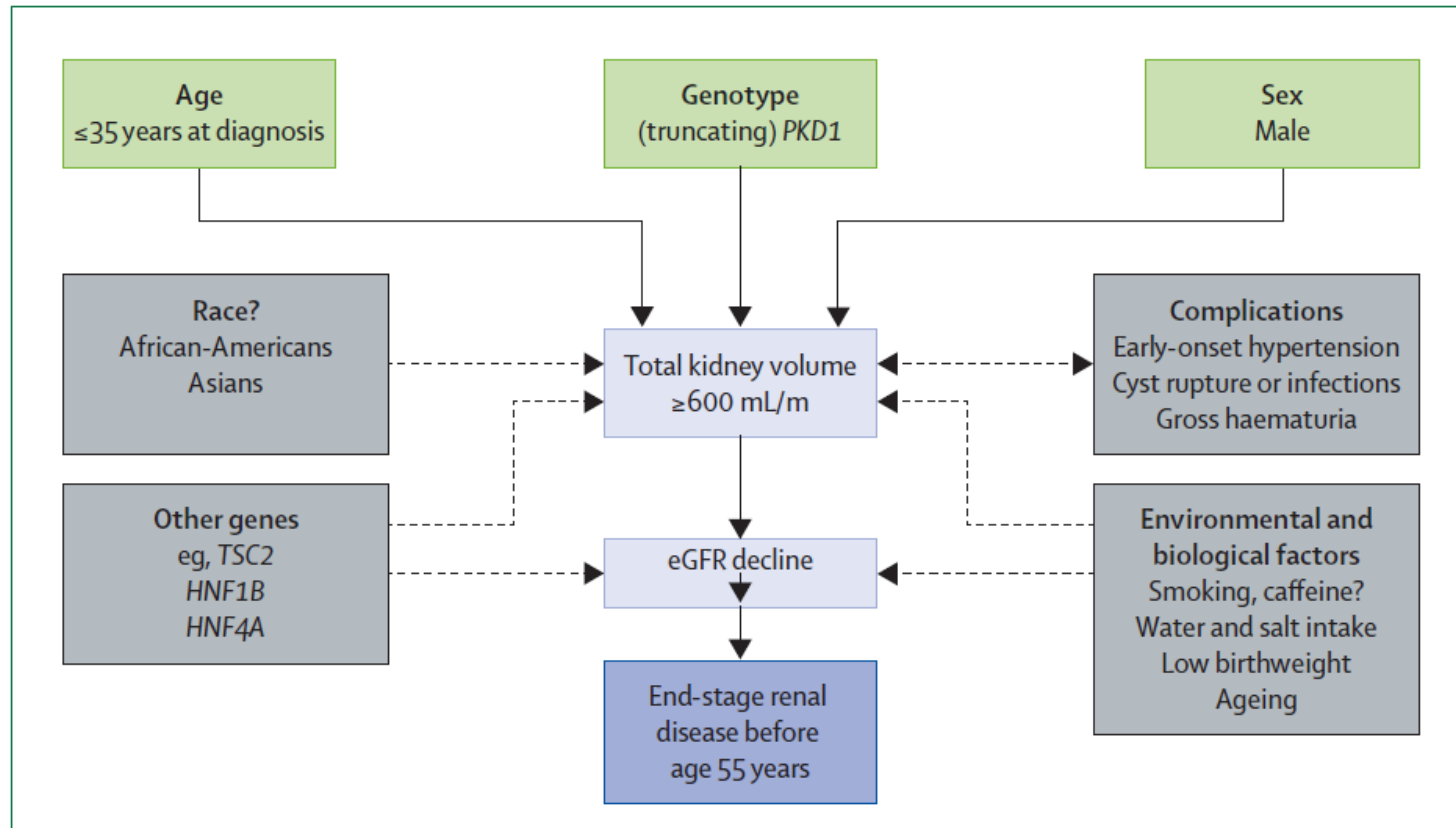 Age
≤35 years at diagnosis
Genotype
(truncating) PKD1
Sex
Male
Race?
African-Americans
Asians
Total kidney volume
≥600 mL/m
Complications
Early-onset hypertension
Cyst rupture or infections
Gross haematuria
Other genes
eg, TSC2
HNF1B
HNF4A
eGFR decline
Environmental and
biological factors
Smoking, caffeine?
Water and salt intake
Low birthweight
Ageing
End-stage renal
disease before
age 55 years